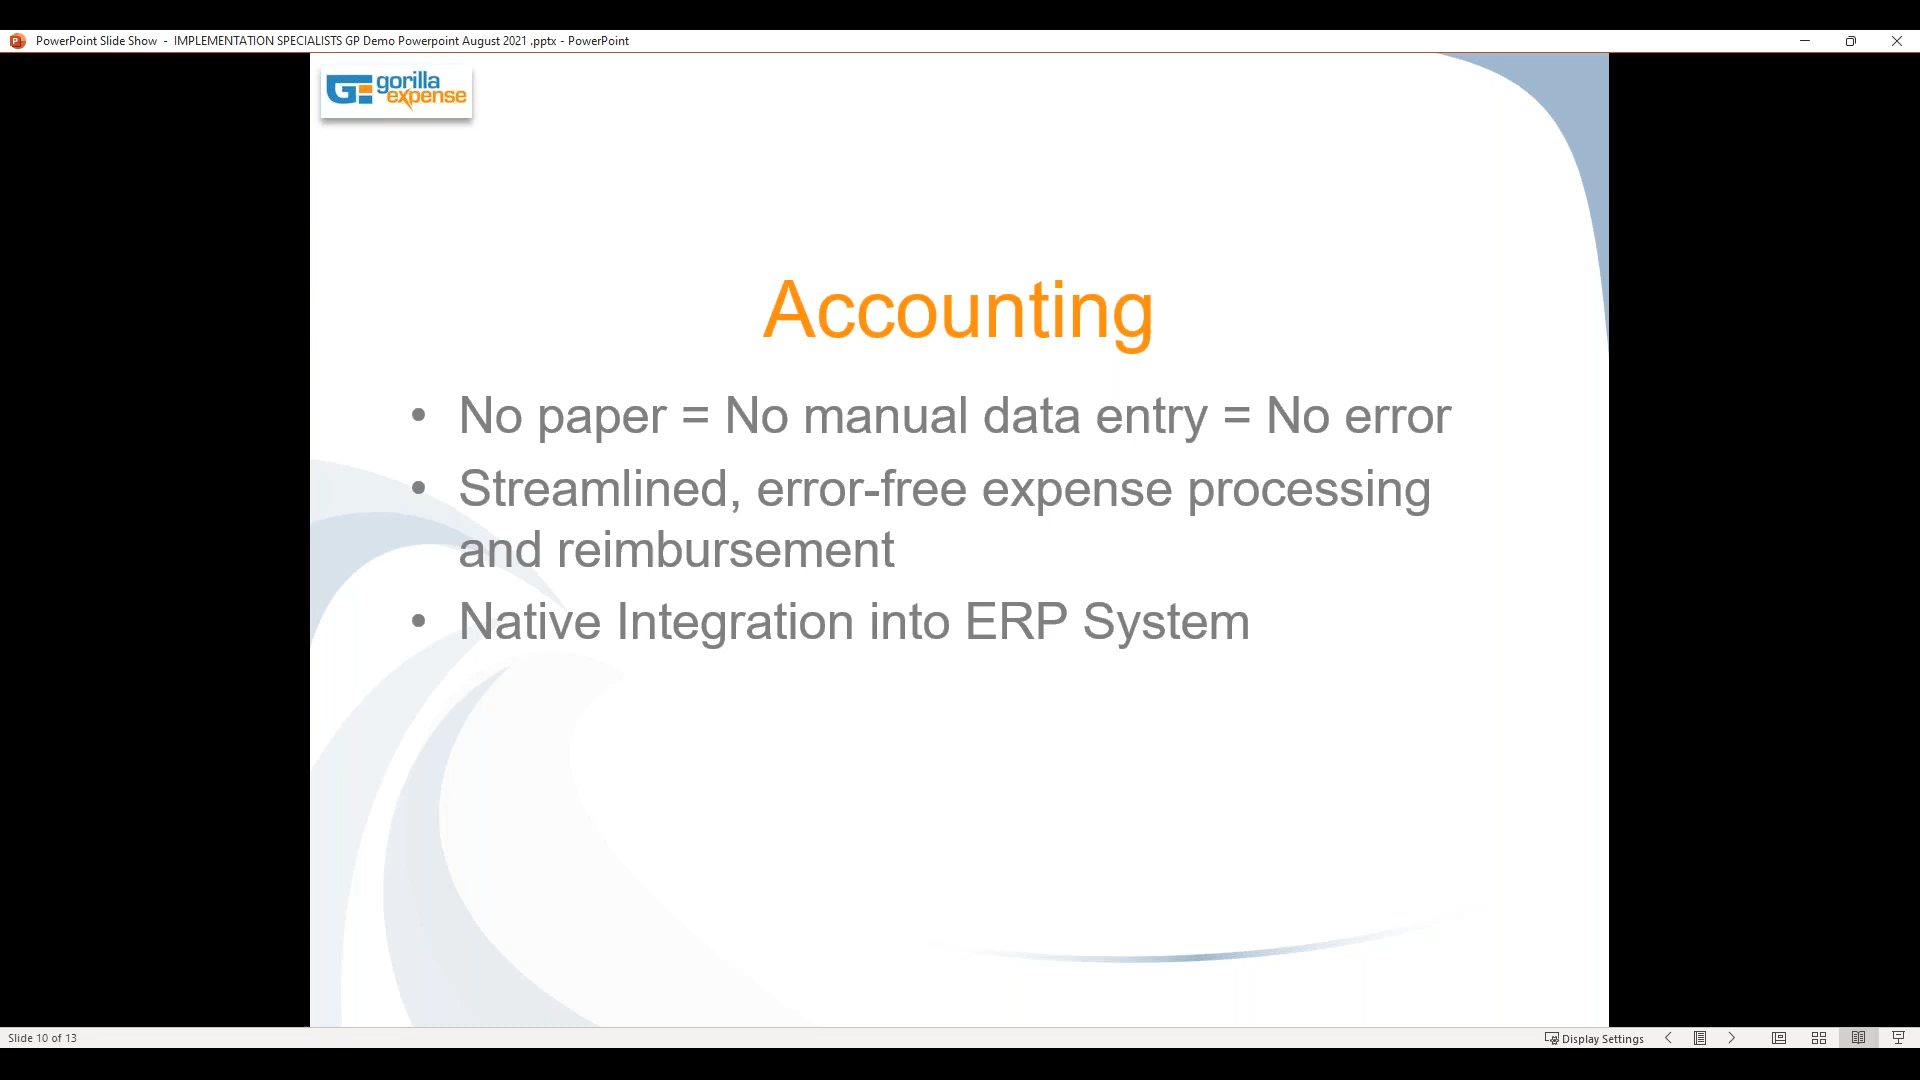 PowerPoint Slide Show - IMPLEMENTATION SPECIALISTS GP Demo Powerpoint August 2021 .pptx - PowerPoint
GE gorilla
expense
Accounting
• No paper = No manual data entry = No error
• Streamlined, error-free expense processing
and reimbursement
• Native Integration into ERP System
Slide 10 of 13
Display Settings